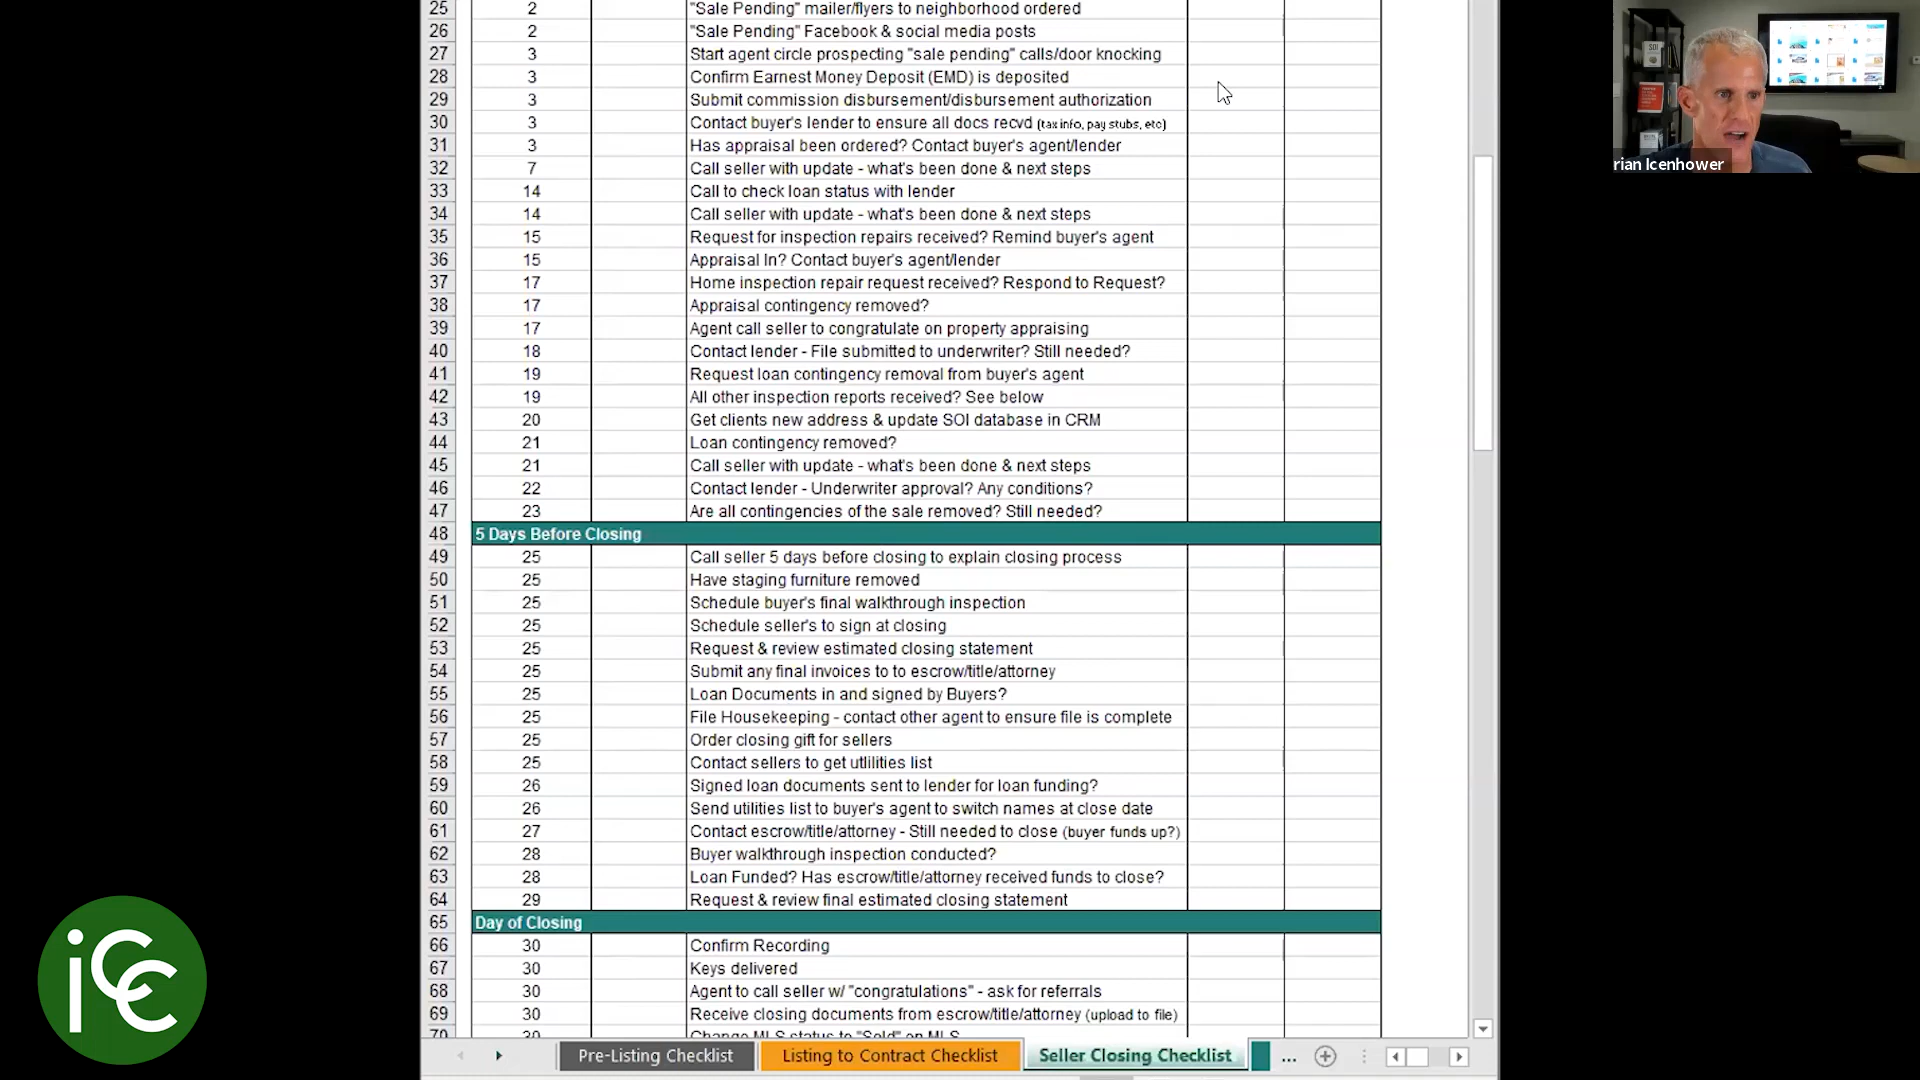 25 2 "Sale Pending" mailer/flyers to neighborhood ordered
26 2 "Sale Pending" Facebook & social media posts
27 3 Start agent circle prospecting "sale pending" calls/door knocking
28 3 Confirm Earnest Money Deposit (EMD) is deposited
29 3 Submit commission disbursement/disbursement authorization
30 3 Contact buyer's lender to ensure all docs recvd (tax info, pay stubs, etc)
31 3 Has appraisal been ordered? Contact buyer's agent/lender
32 7 Call seller with update - what's been done & next steps
33 14 Call to check loan status with lender
34 14 Call seller with update - what's been done & next steps
35 15 Request for inspection repairs received? Remind buyer's agent
36 15 Appraisal In? Contact buyer's agent/lender
37 17 Home inspection repair request received? Respond to Request?
38 17 Appraisal contingency removed?
39 17 Agent call seller to congratulate on property appraising
40 18 Contact lender - File submitted to underwriter? Still needed?
41 19 Request loan contingency removal from buyer's agent
42 19 All other inspection reports received? See below
43 20 Get clients new address & update SOI database in CRM
44 21 Loan contingency removed?
45 21 Call seller with update - what's been done & next steps
46 22 Contact lender - Underwriter approval? Any conditions?
47 23 Are all contingencies of the sale removed? Still needed?
48 5 Days Before Closing
49 25 Call seller 5 days before closing to explain closing process
50 25 Have staging furniture removed
51 25 Schedule buyer's final walkthrough inspection
52 25 Schedule seller's to sign at closing
53 25 Request & review estimated closing statement
54 25 Submit any final invoices to to escrow/title/attorney
55 25 Loan Documents in and signed by Buyers?
56 25 File Housekeeping - contact other agent to ensure file is complete
57 25 Order closing gift for sellers
58 25 Contact sellers to get utlilities list
59 26 Signed loan documents sent to lender for loan funding?
60 26 Send utilities list to buyer's agent to switch names at close date
61 27 Contact escrow/title/attorney - Still needed to close (buyer funds up?)
62 28 Buyer walkthrough inspection conducted?
63 28 Loan Funded? Has escrow/title/attorney received funds to close?
64 29 Request & review final estimated closing statement
65 Day of Closing
66 30 Confirm Recording
67 30 Keys delivered
68 30 Agent to call seller w/ "congratulations" - ask for referrals
69 30 Receive closing documents from escrow/title/attorney (upload to file)
70 30 Change MLS status to "Sold" on MLS
Pre-Listing Checklist Listing to Contract Checklist Seller Closing Checklist ...
rian Icenhower
SOI
icc